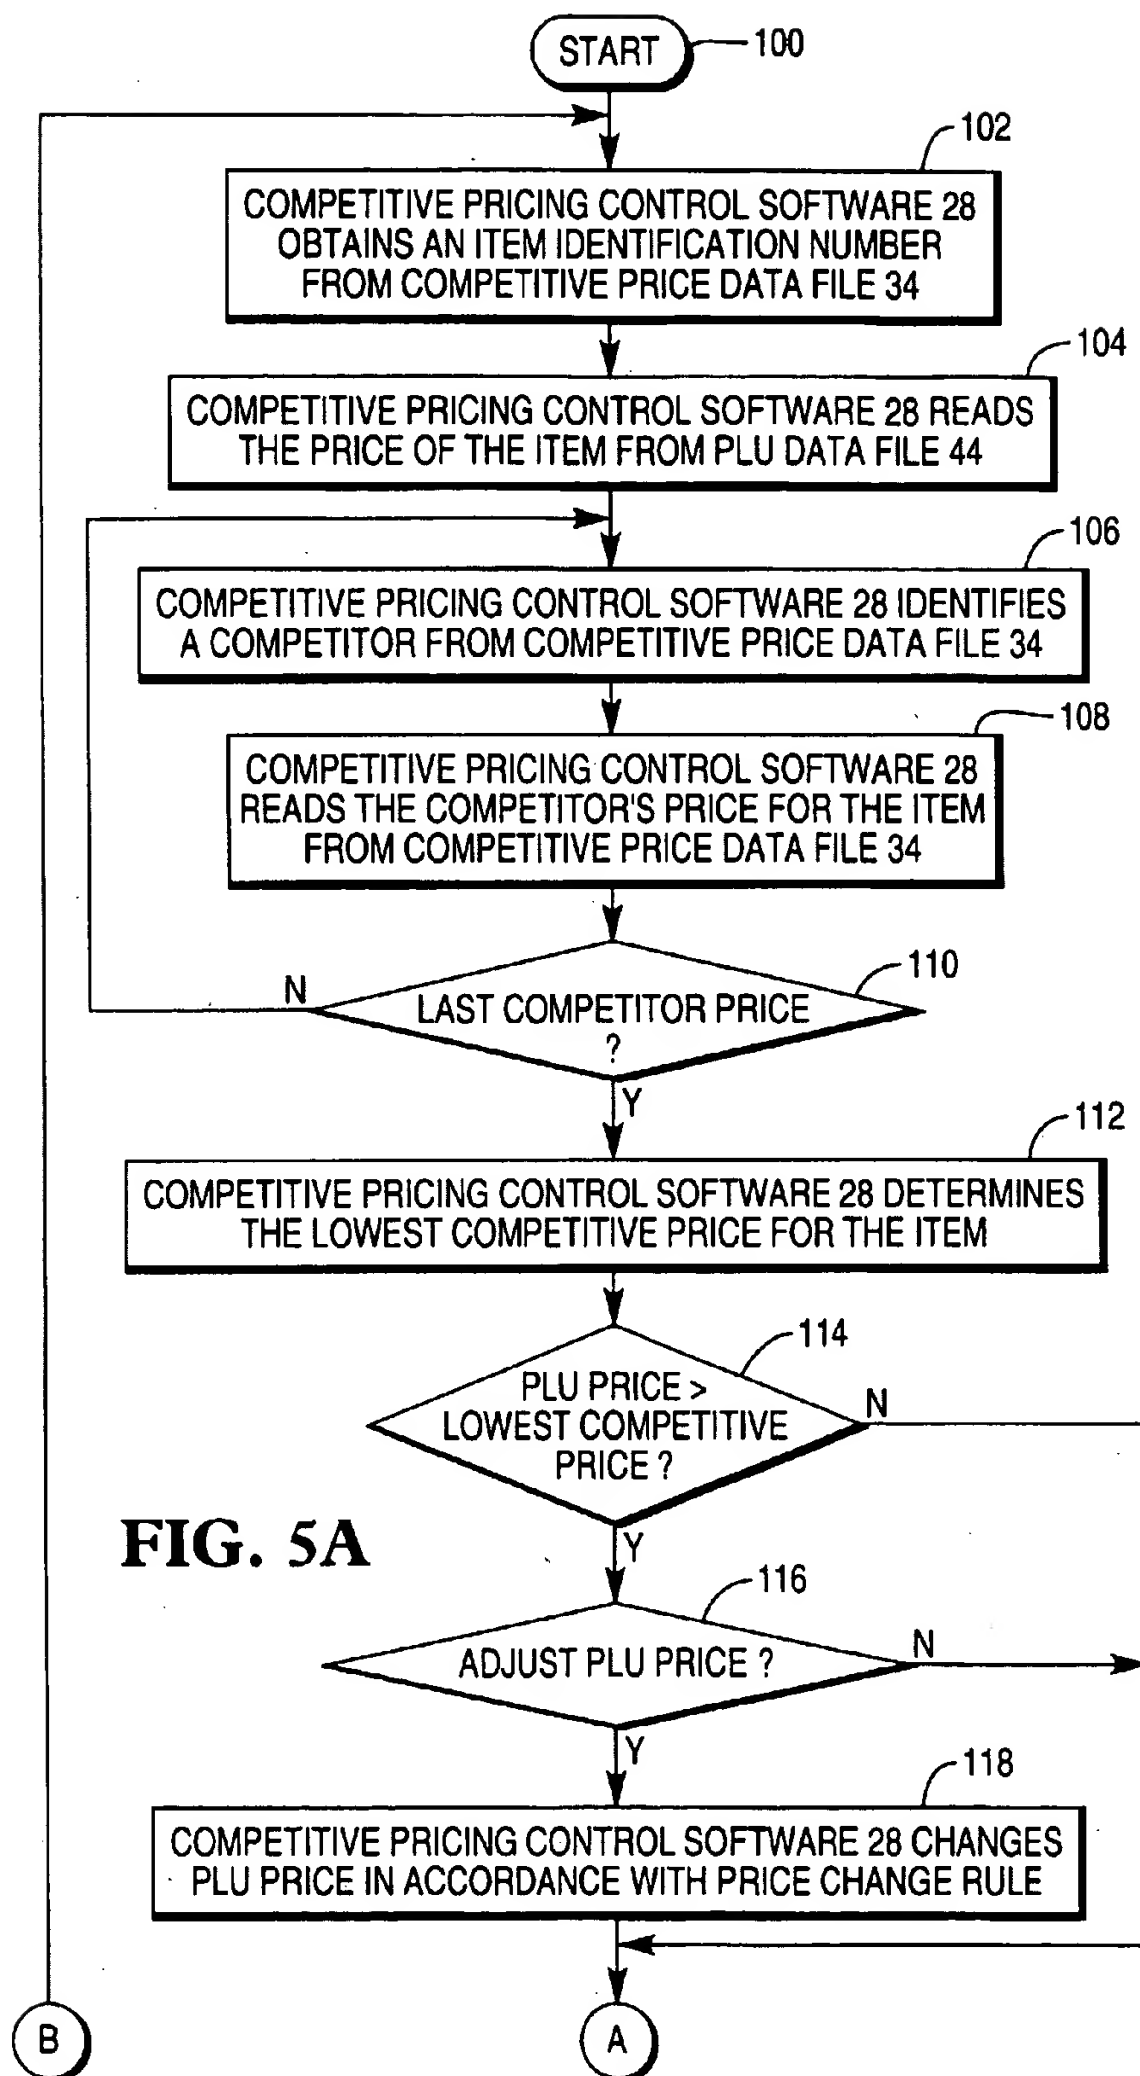 START
100
102
COMPETITIVE PRICING CONTROL SOFTWARE 28
OBTAINS AN ITEM IDENTIFICATION NUMBER
FROM COMPETITIVE PRICE DATA FILE 34
104
COMPETITIVE PRICING CONTROL SOFTWARE 28 READS
THE PRICE OF THE ITEM FROM PLU DATA FILE 44
106
COMPETITIVE PRICING CONTROL SOFTWARE 28 IDENTIFIES
A COMPETITOR FROM COMPETITIVE PRICE DATA FILE 34
108
COMPETITIVE PRICING CONTROL SOFTWARE 28
READS THE COMPETITOR'S PRICE FOR THE ITEM
FROM COMPETITIVE PRICE DATA FILE 34
110
N
LAST COMPETITOR PRICE
?
Y
112
COMPETITIVE PRICING CONTROL SOFTWARE 28 DETERMINES
THE LOWEST COMPETITIVE PRICE FOR THE ITEM
114
PLU PRICE >
LOWEST COMPETITIVE
PRICE ?
N
Y
FIG. 5A
116
ADJUST PLU PRICE ?
N
Y
118
COMPETITIVE PRICING CONTROL SOFTWARE 28 CHANGES
PLU PRICE IN ACCORDANCE WITH PRICE CHANGE RULE
B
A